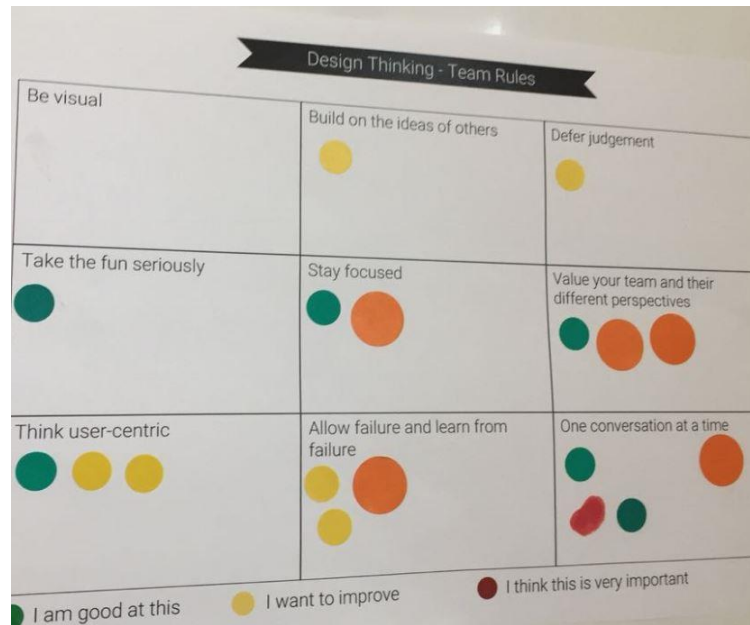 Design Thinking - Team Rules
Be visual
Build on the ideas of others
Defer judgement
Take the fun seriously
Stay focused
Value your team and their
different perspectives
Think user-centric
Allow failure and learn from
failure
One conversation at a time
I am good at this
I want to improve
I think this is very important